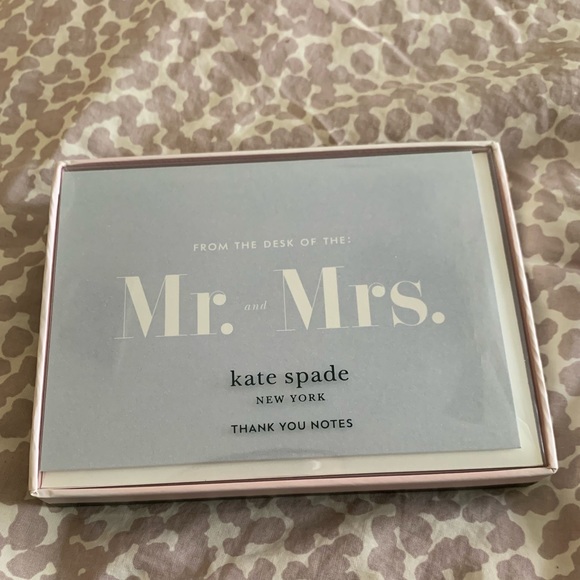 FROM THE DESK OF THE:
Mr. and Mrs.
kate spade
NEW YORK
THANK YOU NOTES